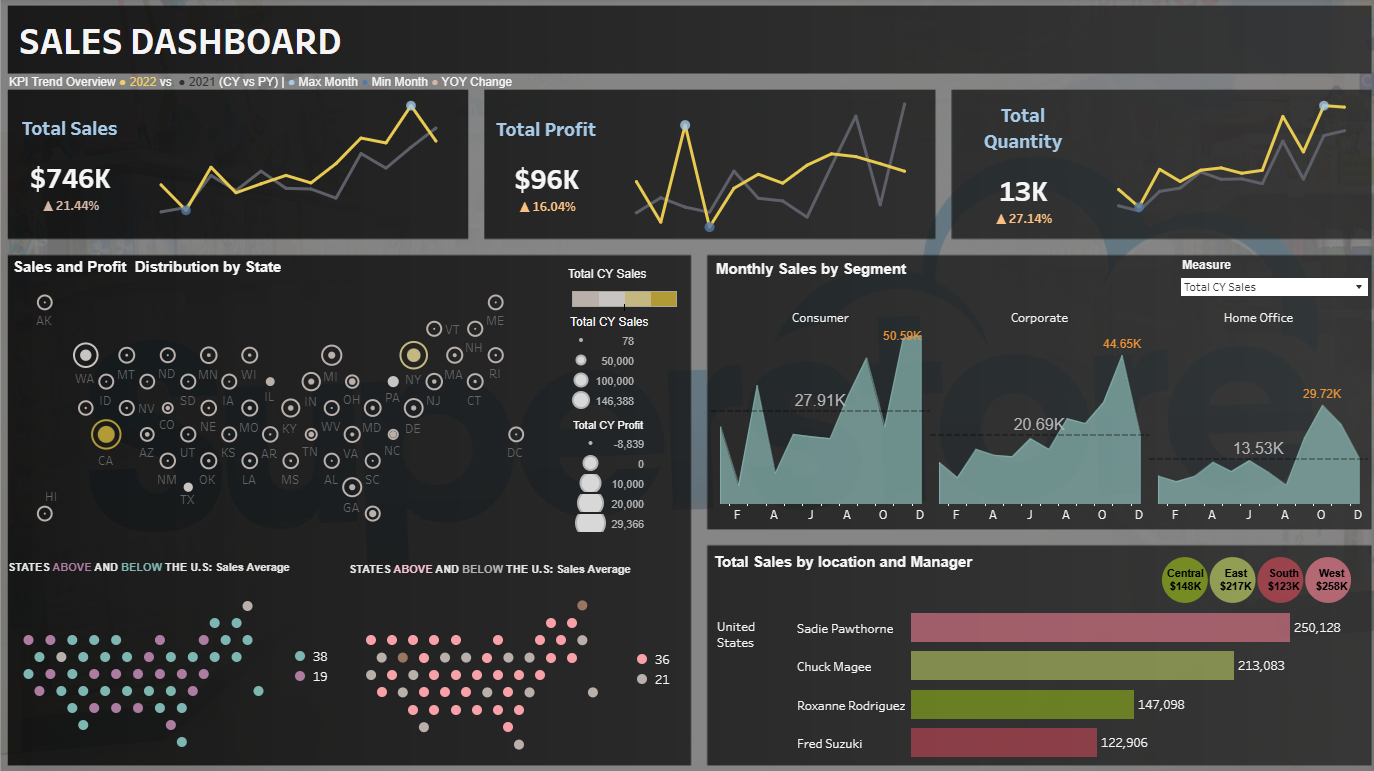 SALES DASHBOARD
KPI Trend Overview ● 2022 vs ● 2021 (CY vs PY) | ● Max Month ● Min Month ● YOY Change
Total Sales
$746K
▲21.44%
Total Profit
$96K
▲16.04%
Total
Quantity
13K
▲27.14%
Sales and Profit Distribution by State
AK
ME
VT
NH
WA
MT
ND
MN
WI
MI
NY
MA
RI
ID
SD
IA
IL
IN
OH
PA
NJ
CT
NV
CO
NE
MO
KY
WV
MD
DE
CA
AZ
UT
KS
AR
TN
VA
NC
DC
NM
OK
LA
MS
AL
SC
HI
TX
GA
Total CY Sales
Total CY Sales
78
50,000
100,000
146,388
Total CY Profit
-8,839
0
10,000
20,000
29,366
STATES ABOVE AND BELOW THE U.S: Sales Average
38
19
STATES ABOVE AND BELOW THE U.S: Sales Average
36
21
Monthly Sales by Segment
Measure
Total CY Sales
Consumer
Corporate
Home Office
50.59K
27.91K
44.65K
20.69K
29.72K
13.53K
F A J A O D
F A J A O D
F A J A O D
Total Sales by location and Manager
Central
$148K
East
$217K
South
$123K
West
$258K
United
States
Sadie Pawthorne 250,128
Chuck Magee 213,083
Roxanne Rodriguez 147,098
Fred Suzuki 122,906
Superstore